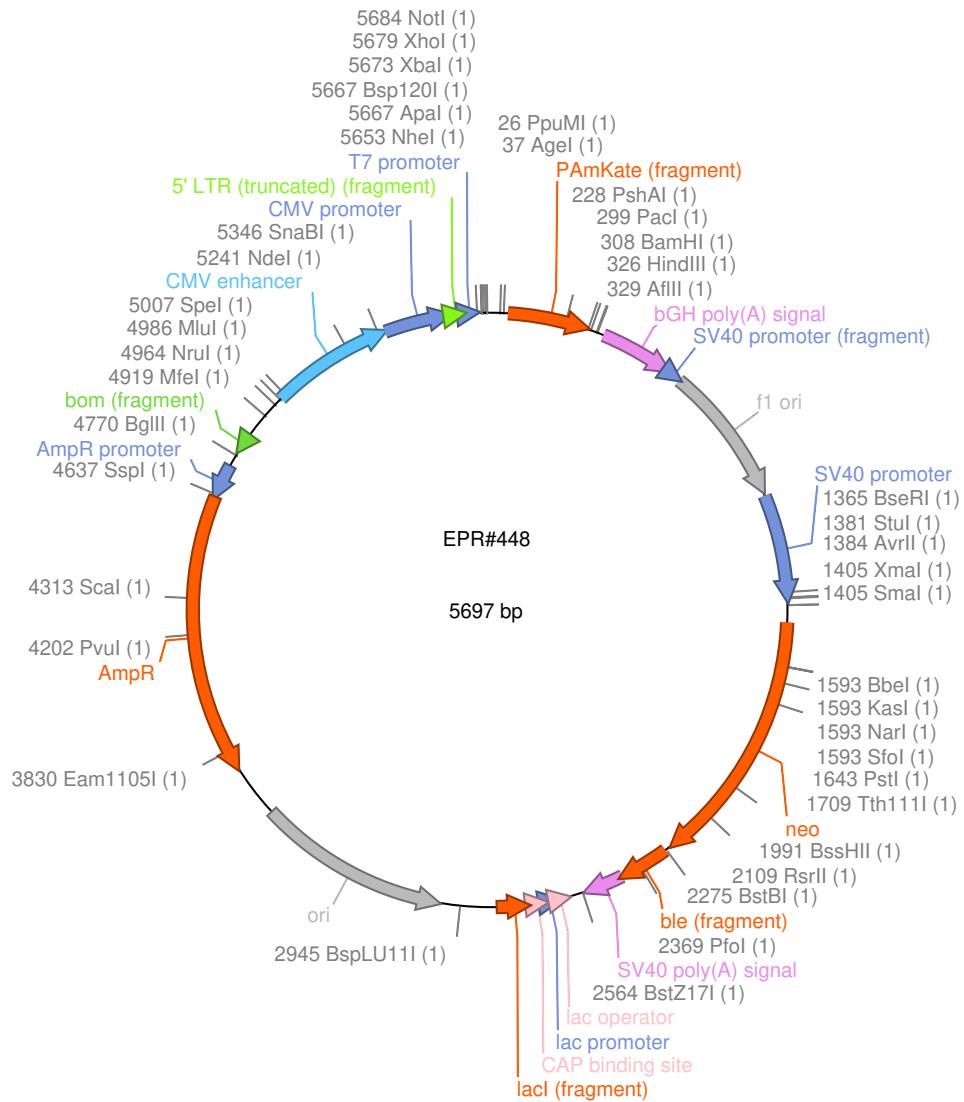 5684 NotI (1)
5679 XhoI (1)
5673 XbaI (1)
5667 Bsp120I (1)
5667 ApaI (1)
5653 NheI (1)
T7 promoter
5' LTR (truncated) (fragment)
CMV promoter
5346 SnaBI (1)
5241 NdeI (1)
CMV enhancer
5007 SpeI (1)
4986 MluI (1)
4964 NruI (1)
4919 MfeI (1)
bom (fragment)
4770 BglII (1)
AmpR promoter
4637 SspI (1)
4313 ScaI (1)
4202 PvuI (1)
AmpR
3830 Eam1105I (1)
ori
2945 BspLU11I (1)
26 PpuMI (1)
37 AgeI (1)
PAmKate (fragment)
228 PshAI (1)
299 PacI (1)
308 BamHI (1)
326 HindIII (1)
329 AflII (1)
bGH poly(A) signal
SV40 promoter (fragment)
f1 ori
SV40 promoter
1365 BseRI (1)
1381 StuI (1)
1384 AvrII (1)
1405 XmaI (1)
1405 SmaI (1)
EPR#448
5697 bp
1593 BbeI (1)
1593 KasI (1)
1593 NarI (1)
1593 SfoI (1)
1643 PstI (1)
1709 Tth111I (1)
neo
1991 BssHII (1)
2109 RsrII (1)
2275 BstBI (1)
ble (fragment)
2369 PfoI (1)
SV40 poly(A) signal
2564 BstZ17I (1)
lac operator
lac promoter
CAP binding site
lacI (fragment)